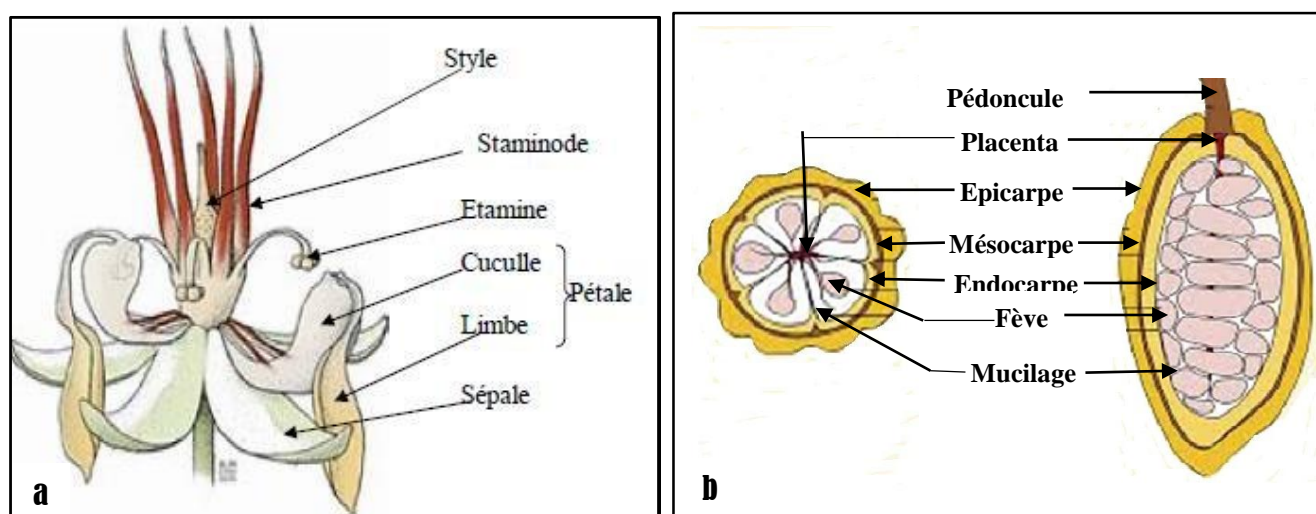 Style
Staminode
Etamine
Cuculle
Pétale
Limbe
Sépale
a
Pédoncule
Placenta
Epicarpe
Mésocarpe
Endocarpe
Fève
Mucilage
b